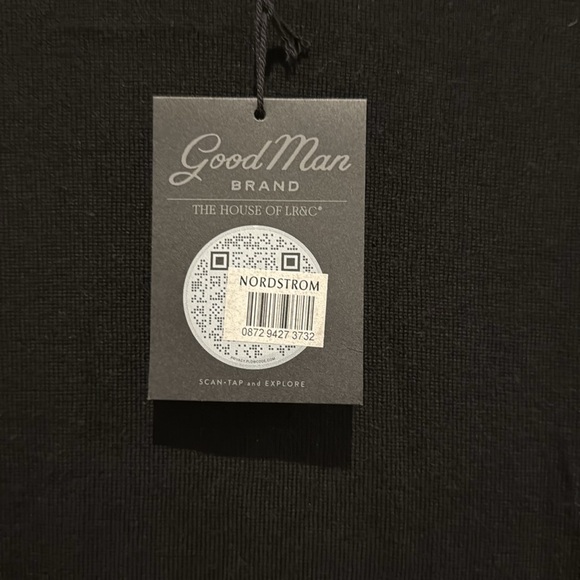 Good Man
BRAND
THE HOUSE OF LR&C®
NORDSTROM
0872 9427 3732
SCAN•TAP and EXPLORE